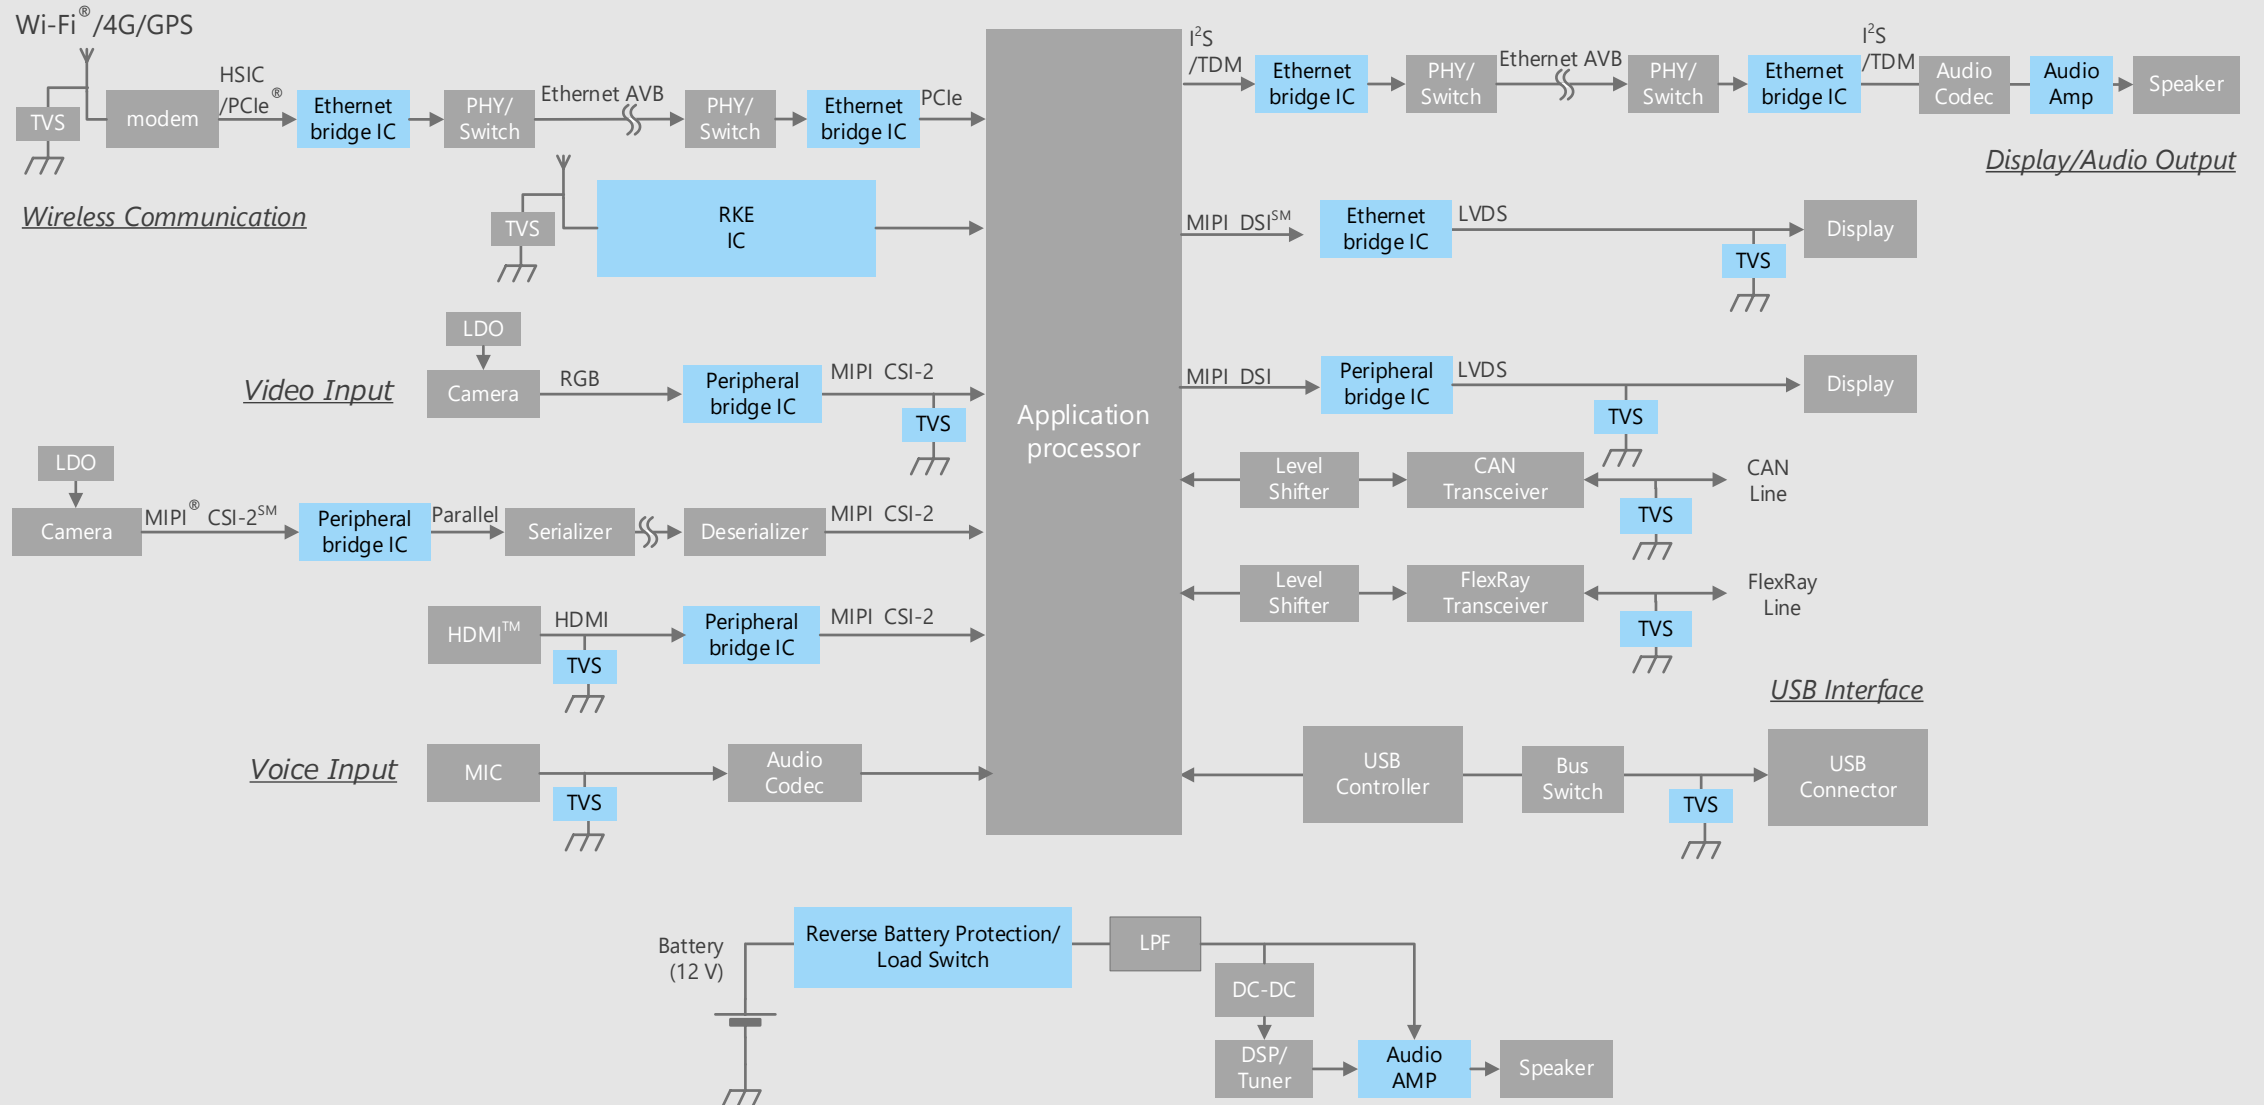 Wi-Fi®/4G/GPS
TVS
modem
HSIC
/PCIe®
Ethernet
bridge IC
PHY/
Switch
Ethernet AVB
PHY/
Switch
Ethernet
bridge IC
PCIe
Wireless Communication
TVS
RKE
IC
LDO
Video Input
Camera
RGB
Peripheral
bridge IC
MIPI CSI-2
TVS
LDO
Camera
MIPI® CSI-2SM
Peripheral
bridge IC
Parallel
Serializer
Deserializer
MIPI CSI-2
HDMI™
HDMI
TVS
Peripheral
bridge IC
MIPI CSI-2
Voice Input
MIC
TVS
Audio
Codec
Application
processor
I²S
/TDM
Ethernet
bridge IC
PHY/
Switch
Ethernet AVB
PHY/
Switch
Ethernet
bridge IC
I²S
/TDM
Audio
Codec
Audio
Amp
Speaker
Display/Audio Output
MIPI DSISM
Ethernet
bridge IC
LVDS
TVS
Display
MIPI DSI
Peripheral
bridge IC
LVDS
TVS
Display
Level
Shifter
CAN
Transceiver
TVS
CAN
Line
Level
Shifter
FlexRay
Transceiver
TVS
FlexRay
Line
USB Interface
USB
Controller
Bus
Switch
TVS
USB
Connector
Battery
(12 V)
Reverse Battery Protection/
Load Switch
LPF
DC-DC
DSP/
Tuner
Audio
AMP
Speaker